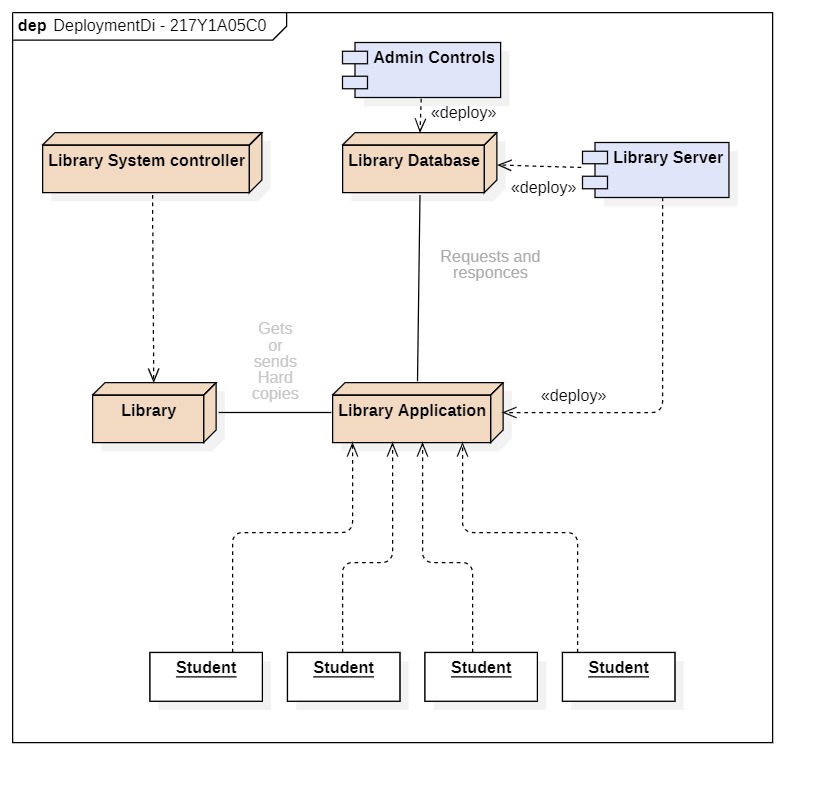 dep DeploymentDi - 217Y1A05C0
Admin Controls
«deploy»
Library System controller
Library Database
Library Server
«deploy»
Requests and
responces
Gets
or
sends
Hard
copies
Library
Library Application
«deploy»
Student
Student
Student
Student